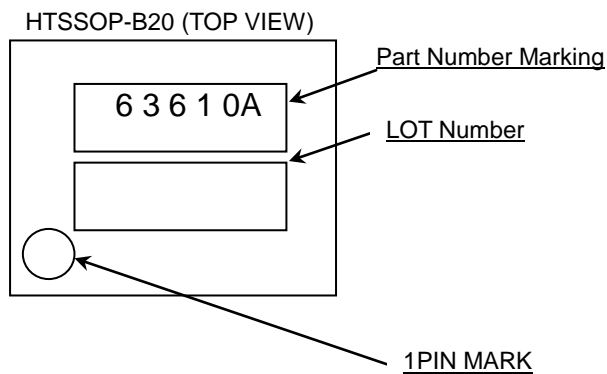 HTSSOP-B20 (TOP VIEW)
Part Number Marking
6 3 6 1 0A
LOT Number
1PIN MARK